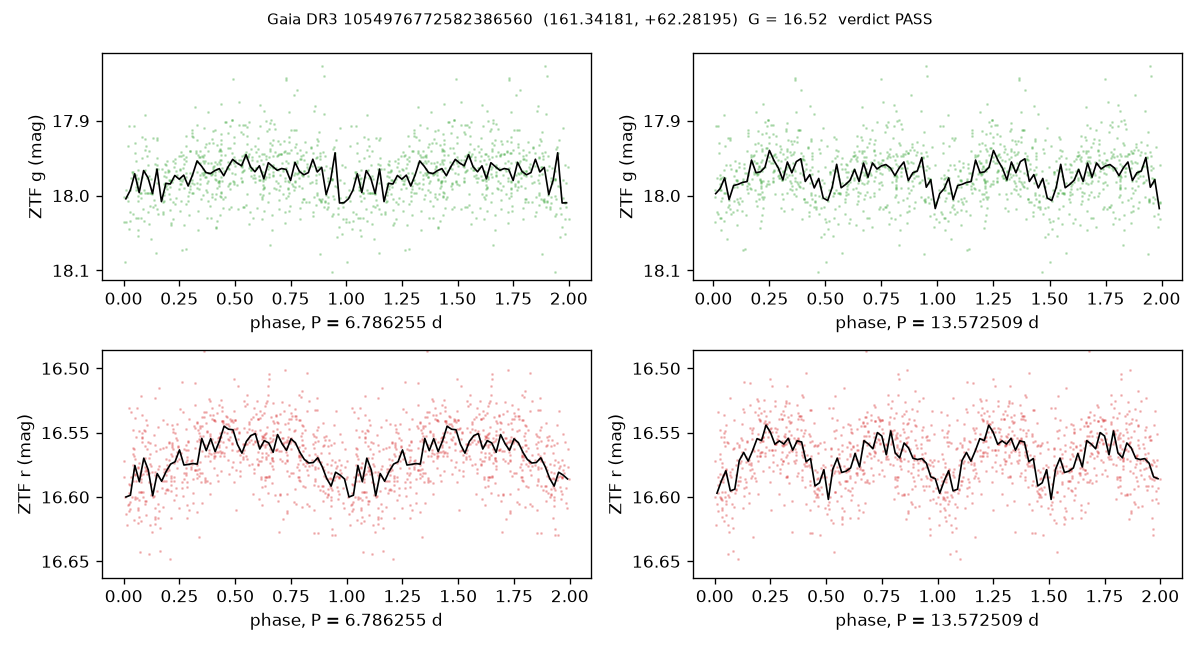 Gaia DR3 1054976772582386560 (161.34181, +62.28195) G = 16.52 verdict PASS
ZTF g (mag)
17.9
18.0
18.1
0.00 0.25 0.50 0.75 1.00 1.25 1.50 1.75 2.00
phase, P = 6.786255 d
ZTF g (mag)
17.9
18.0
18.1
0.00 0.25 0.50 0.75 1.00 1.25 1.50 1.75 2.00
phase, P = 13.572509 d
ZTF r (mag)
16.50
16.55
16.60
16.65
0.00 0.25 0.50 0.75 1.00 1.25 1.50 1.75 2.00
phase, P = 6.786255 d
ZTF r (mag)
16.50
16.55
16.60
16.65
0.00 0.25 0.50 0.75 1.00 1.25 1.50 1.75 2.00
phase, P = 13.572509 d